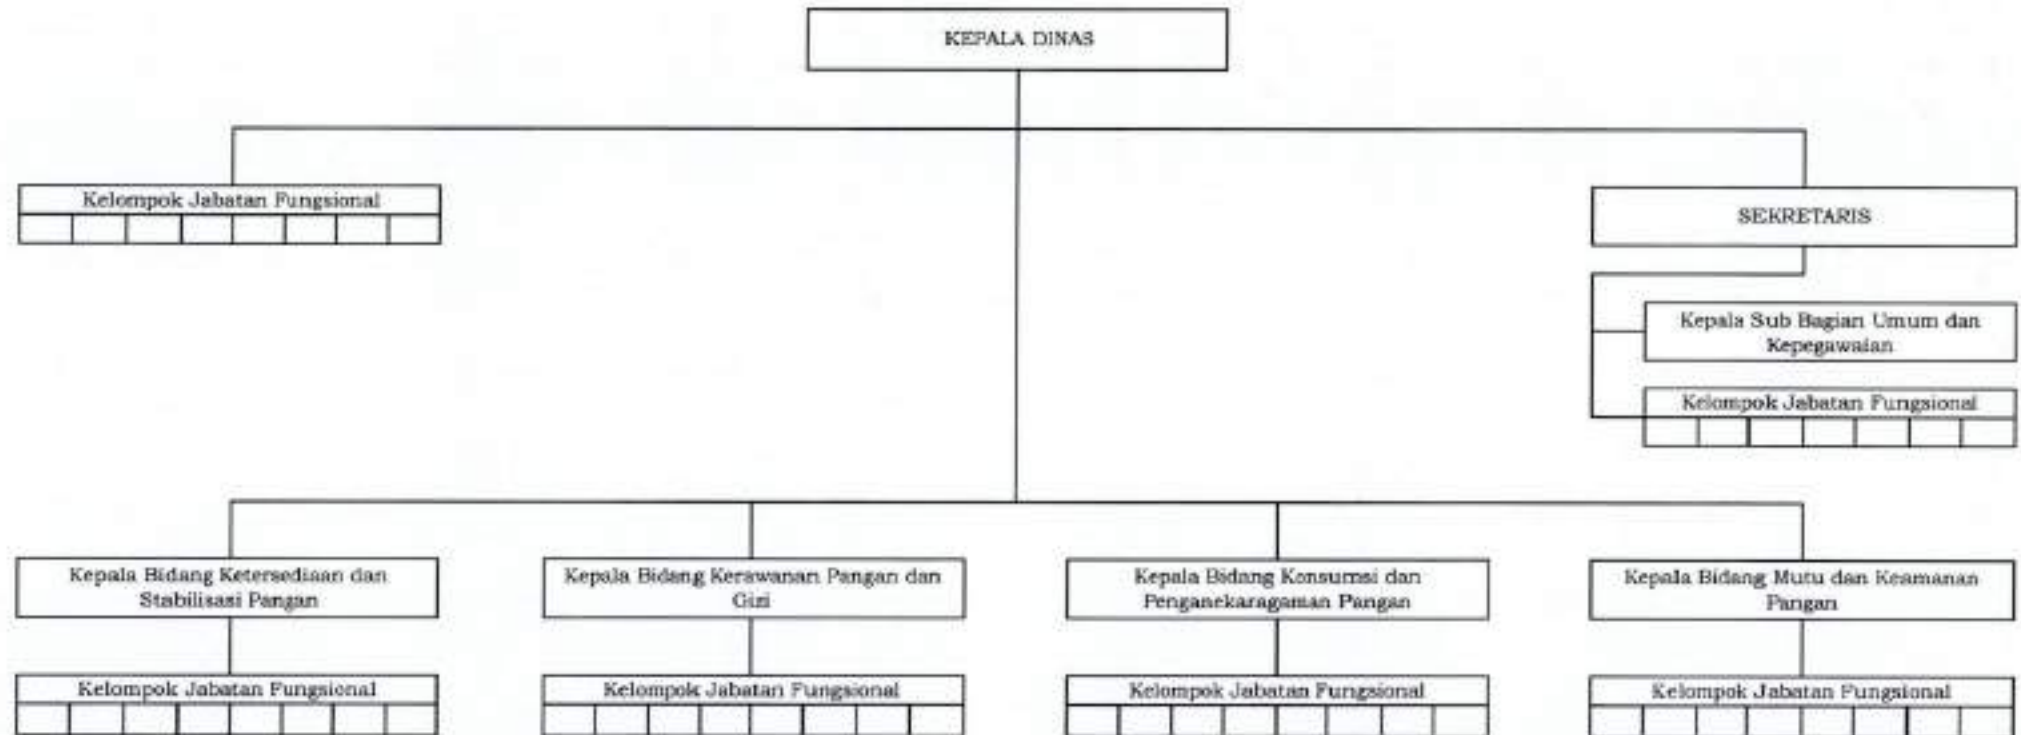 KEPALA DINAS
Kelompok Jabatan Fungsional
SEKRETARIS
Kepala Sub Bagian Umum dan
Kepegawaian
Kelompok Jabatan Fungsional
Kepala Bidang Ketersediaan dan
Stabilisasi Pangan
Kepala Bidang Kerawanan Pangan dan
Gizi
Kepala Bidang Konsumsi dan
Penganekaragaman Pangan
Kepala Bidang Mutu dan Keamanan
Pangan
Kelompok Jabatan Fungsional
Kelompok Jabatan Fungsional
Kelompok Jabatan Fungsional
Kelompok Jabatan Fungsional